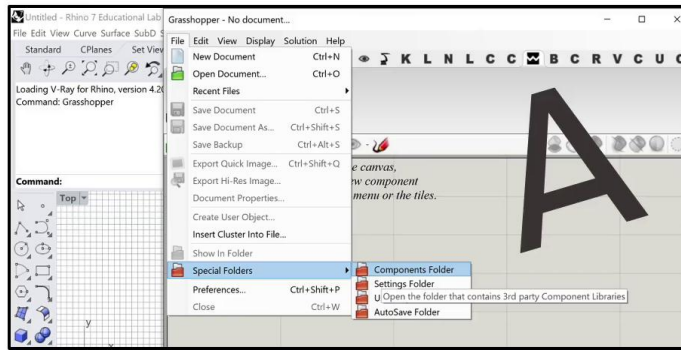 Untitled - Rhino 7 Educational Lab
File Edit View Curve Surface SubD S
Standard CPlanes Set View
Loading V-Ray for Rhino, version 4.20
Command: Grasshopper
Command:
Top
y
Grasshopper - No document...
File Edit View Display Solution Help
K L N L C C B C R V C U C
New Document Ctrl+N
Open Document... Ctrl+O
Recent Files
Save Document Ctrl+S
Save Document As... Ctrl+Shift+S
Save Backup Ctrl+Alt+S
Export Quick Image... Ctrl+Shift+Q
Export Hi-Res Image...
Document Properties...
Create User Object...
Insert Cluster Into File...
Show In Folder
Special Folders
Preferences... Ctrl+Shift+P
Close Ctrl+W
e canvas,
ew component
menu or the tiles.
A
Components Folder
Settings Folder
U
Open the folder that contains 3rd party Component Libraries
AutoSave Folder